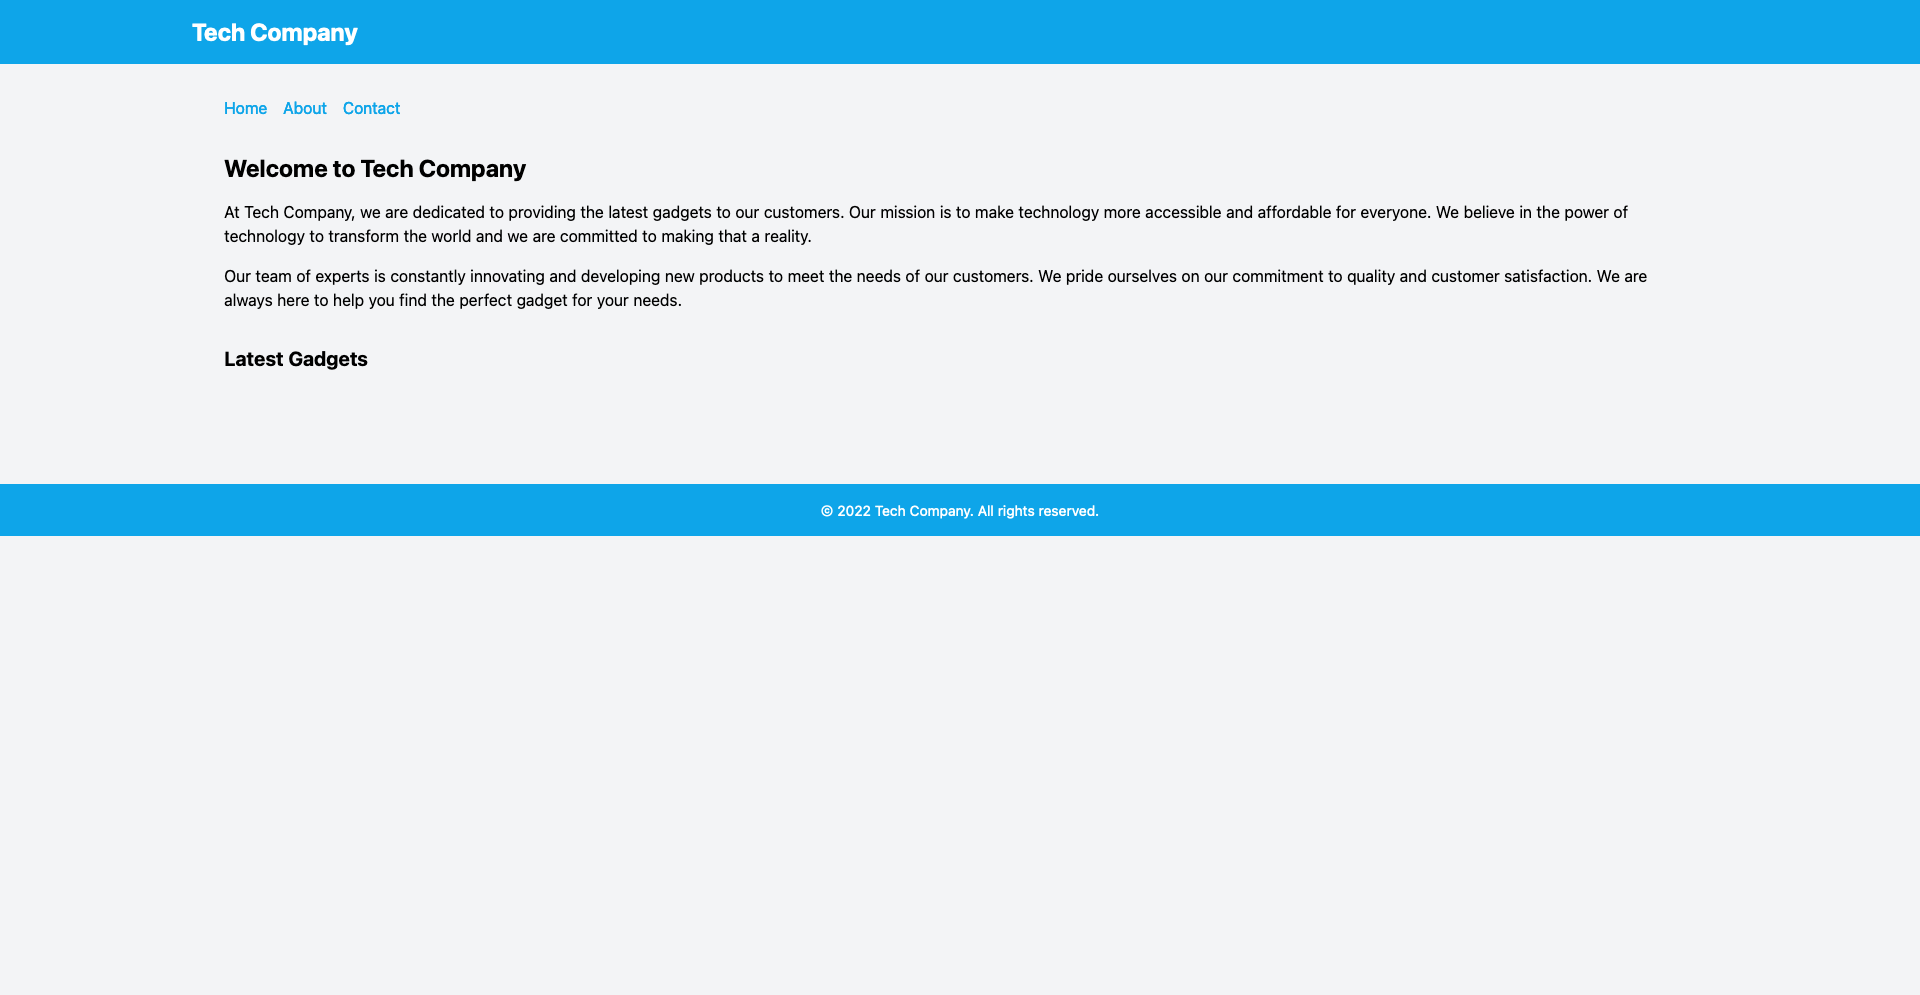 Tech Company
Home About Contact
Welcome to Tech Company
At Tech Company, we are dedicated to providing the latest gadgets to our customers. Our mission is to make technology more accessible and affordable for everyone. We believe in the power of
technology to transform the world and we are committed to making that a reality.
Our team of experts is constantly innovating and developing new products to meet the needs of our customers. We pride ourselves on our commitment to quality and customer satisfaction. We are
always here to help you find the perfect gadget for your needs.
Latest Gadgets
© 2022 Tech Company. All rights reserved.